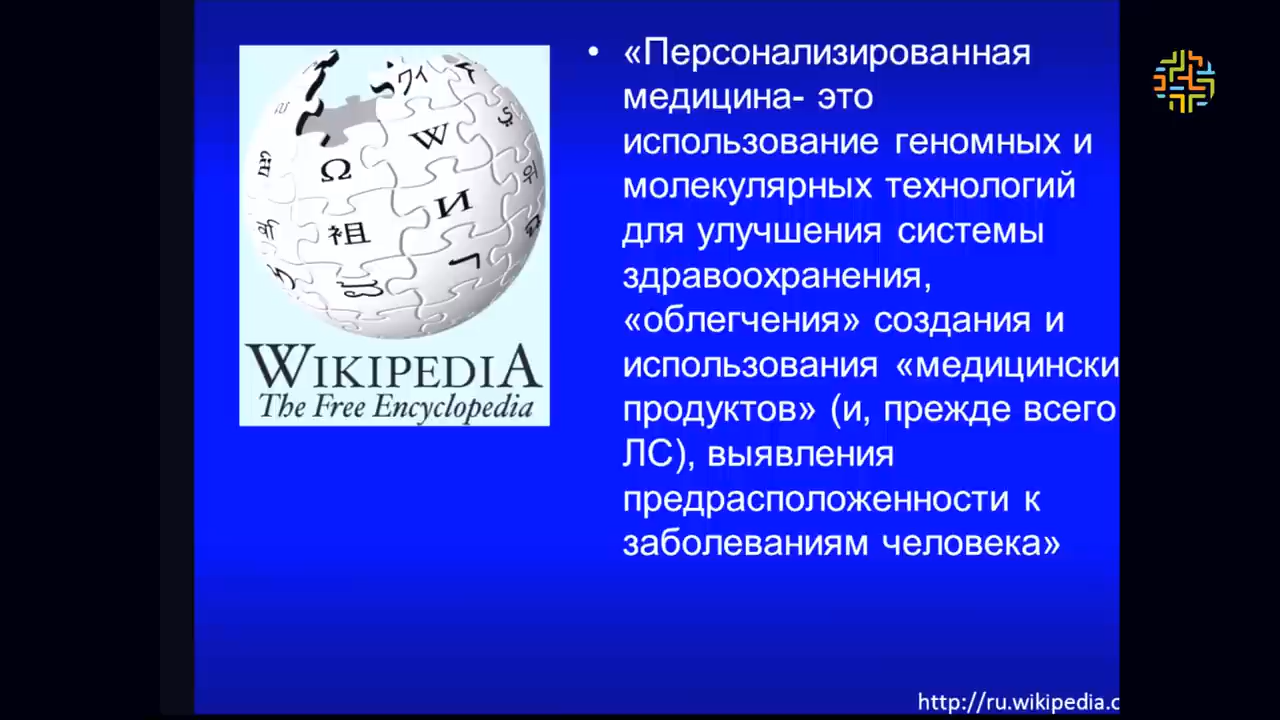 «Персонализированная
медицина- это
использование геномных и
молекулярных технологий
для улучшения системы
здравоохранения,
«облегчения» создания и
использования «медицински
продуктов» (и, прежде всего
ЛС), выявления
предрасположенности к
заболеваниям человека»
WIKIPEDIA
The Free Encyclopedia
Ω
W
И
祖
http://ru.wikipedia.c